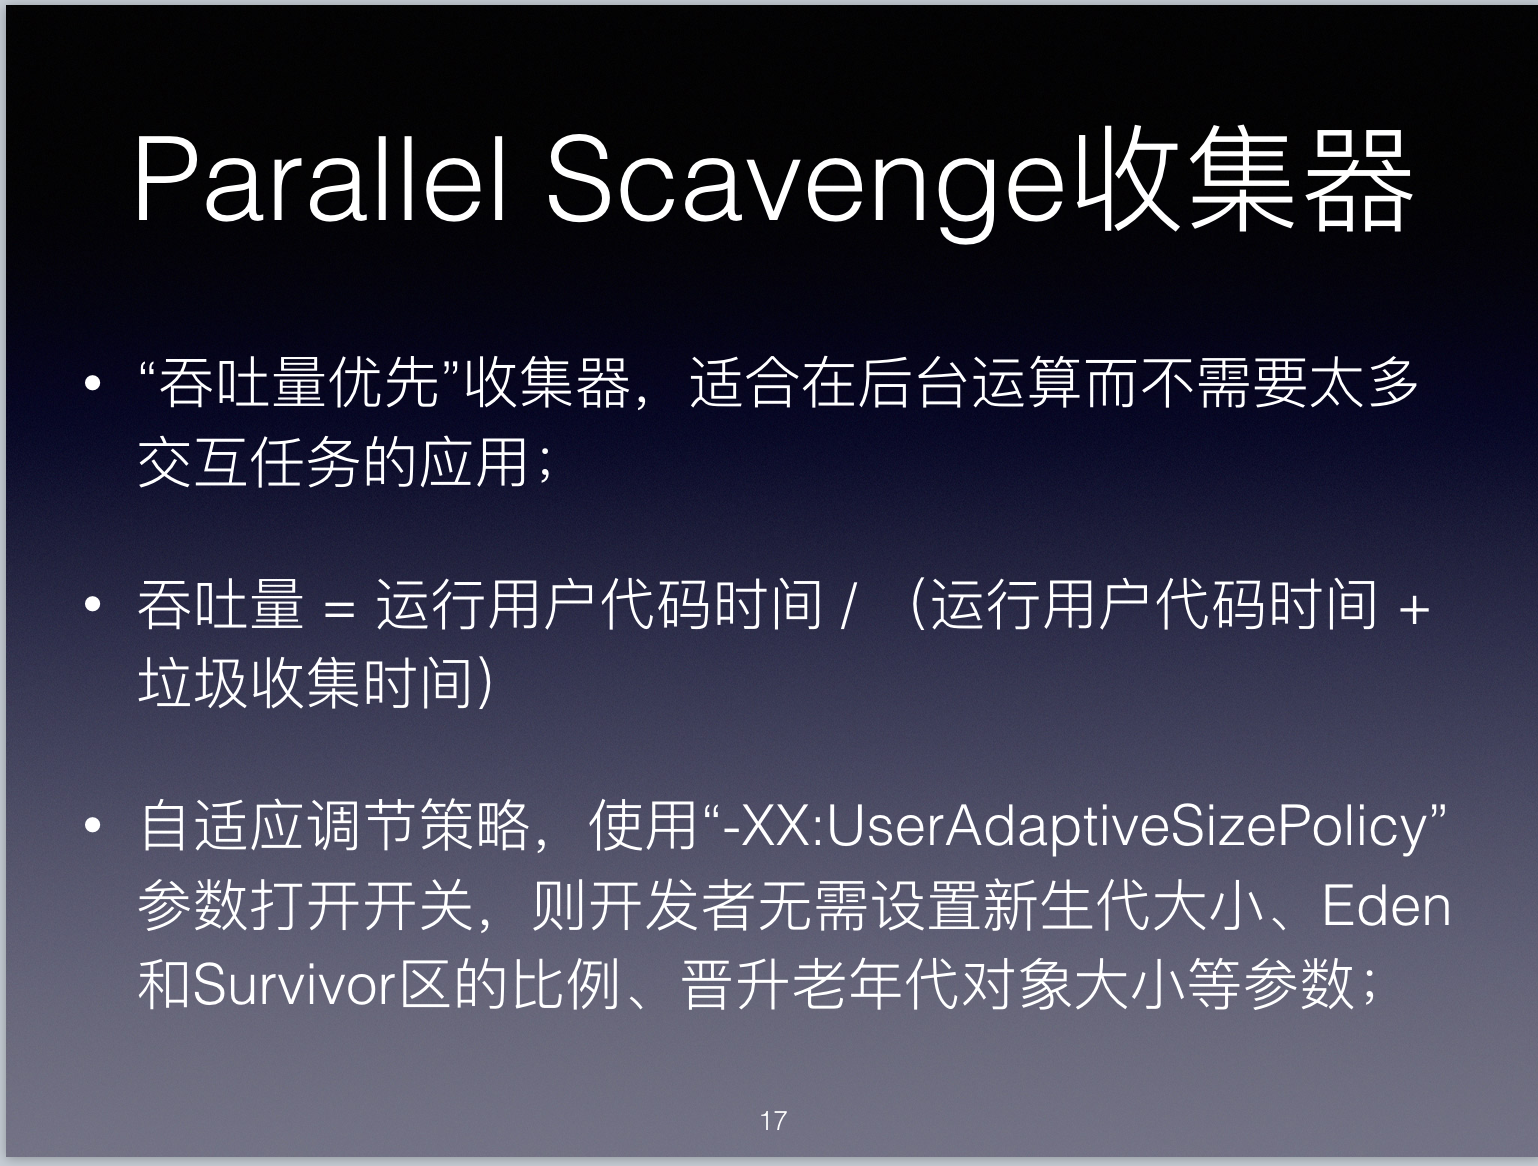 Parallel Scavenge收集器
• “吞吐量优先”收集器，适合在后台运算而不需要太多
交互任务的应用；
• 吞吐量 = 运行用户代码时间 / （运行用户代码时间 +
垃圾收集时间）
• 自适应调节策略，使用“-XX:UserAdaptiveSizePolicy”
参数打开开关，则开发者无需设置新生代大小、Eden
和Survivor区的比例、晋升老年代对象大小等参数；
17